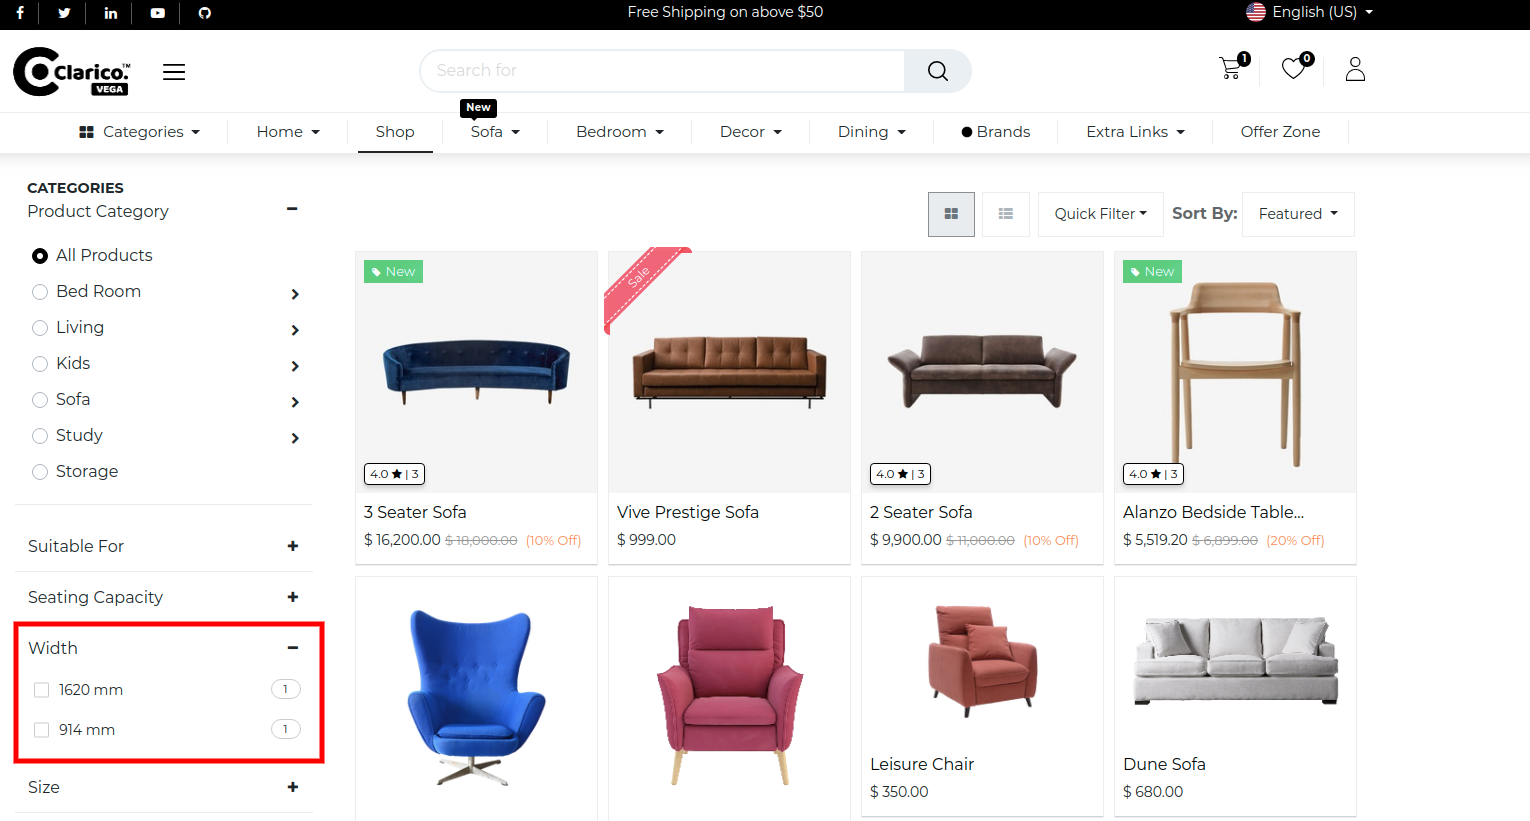 Free Shipping on above $50
English (US)
Clarico.™
VEGA
Search for
1
0
New
Categories
Home
Shop
Sofa
Bedroom
Decor
Dining
Brands
Extra Links
Offer Zone
CATEGORIES
Product Category
All Products
Bed Room
Living
Kids
Sofa
Study
Storage
Suitable For
Seating Capacity
Width
1620 mm 1
914 mm 1
Size
Quick Filter
Sort By: Featured
New
4.0 ★ | 3
3 Seater Sofa
$ 16,200.00 $ 18,000.00 (10% Off)
Sale
Vive Prestige Sofa
$ 999.00
4.0 ★ | 3
2 Seater Sofa
$ 9,900.00 $ 11,000.00 (10% Off)
New
4.0 ★ | 3
Alanzo Bedside Table...
$ 5,519.20 $ 6,899.00 (20% Off)
Leisure Chair
$ 350.00
Dune Sofa
$ 680.00